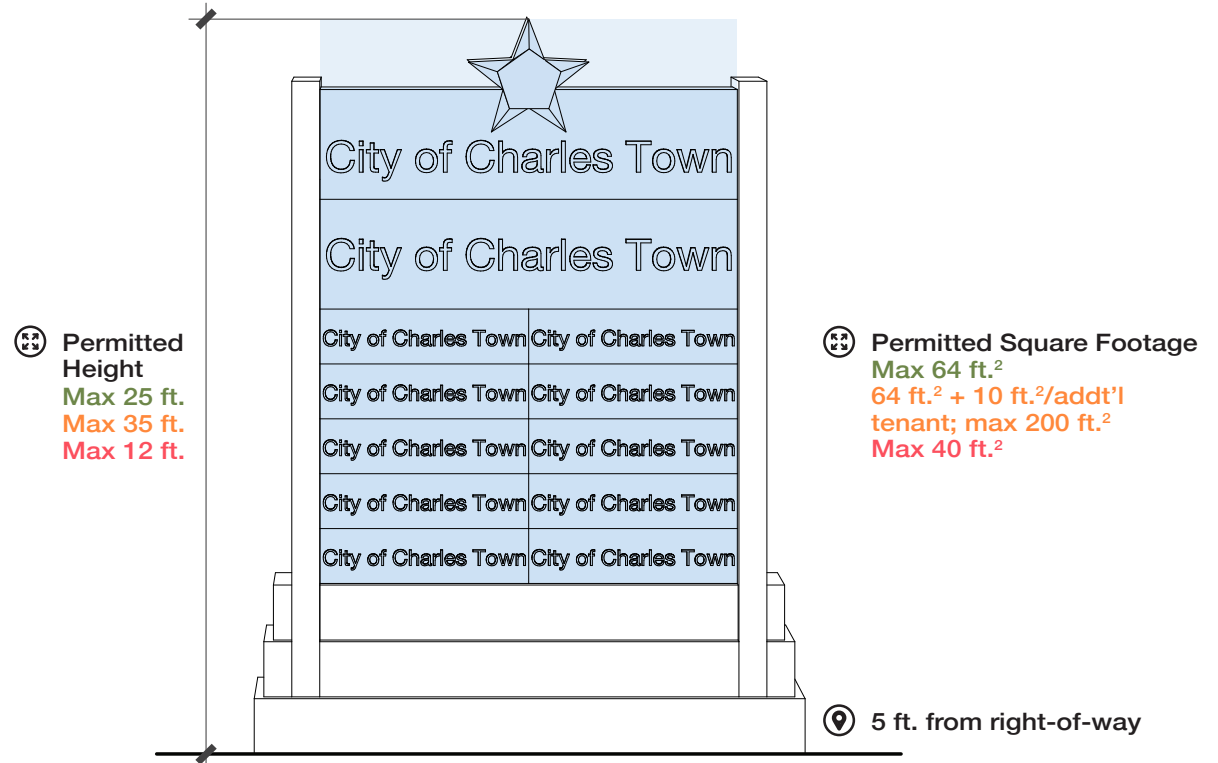 City of Charles Town
City of Charles Town
City of Charles Town City of Charles Town
City of Charles Town City of Charles Town
City of Charles Town City of Charles Town
City of Charles Town City of Charles Town
City of Charles Town City of Charles Town
Permitted
Height
Max 25 ft.
Max 35 ft.
Max 12 ft.
Permitted Square Footage
Max 64 ft.²
64 ft.² + 10 ft.²/addt'l
tenant; max 200 ft.²
Max 40 ft.²
5 ft. from right-of-way